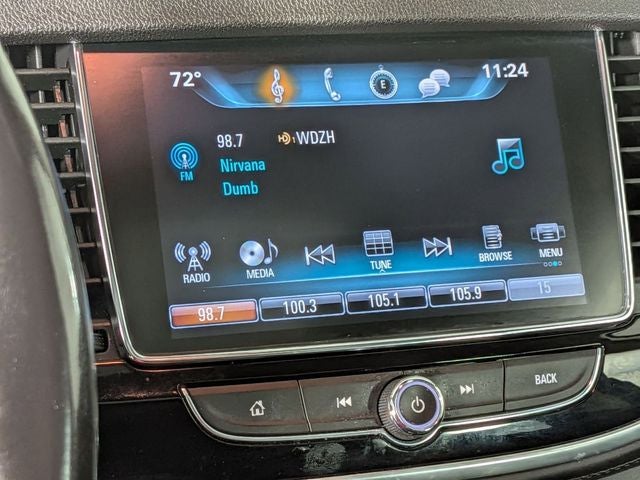 72°
E
11:24
98.7
HD1 WDZH
FM
Nirvana
Dumb
RADIO
MEDIA
TUNE
BROWSE
MENU
98.7
100.3
105.1
105.9
15
BACK